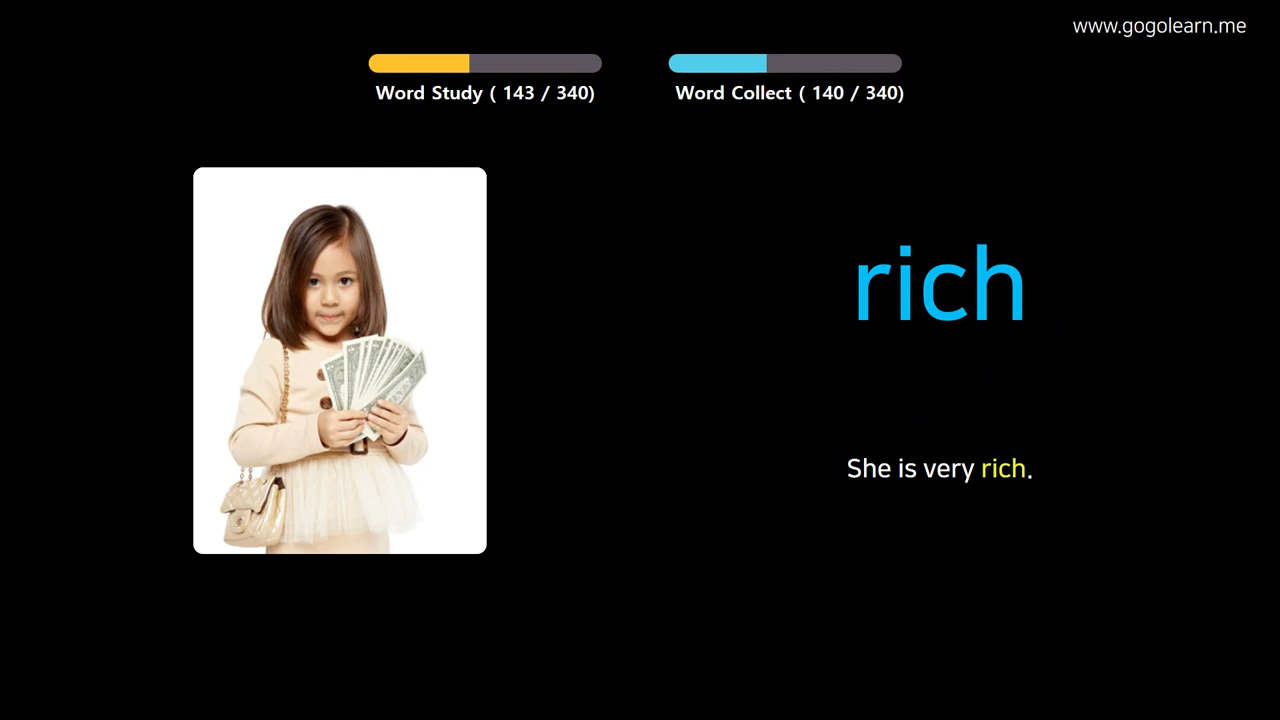 www.gogolearn.me
Word Study ( 143 / 340)
Word Collect ( 140 / 340)
rich
She is very rich.